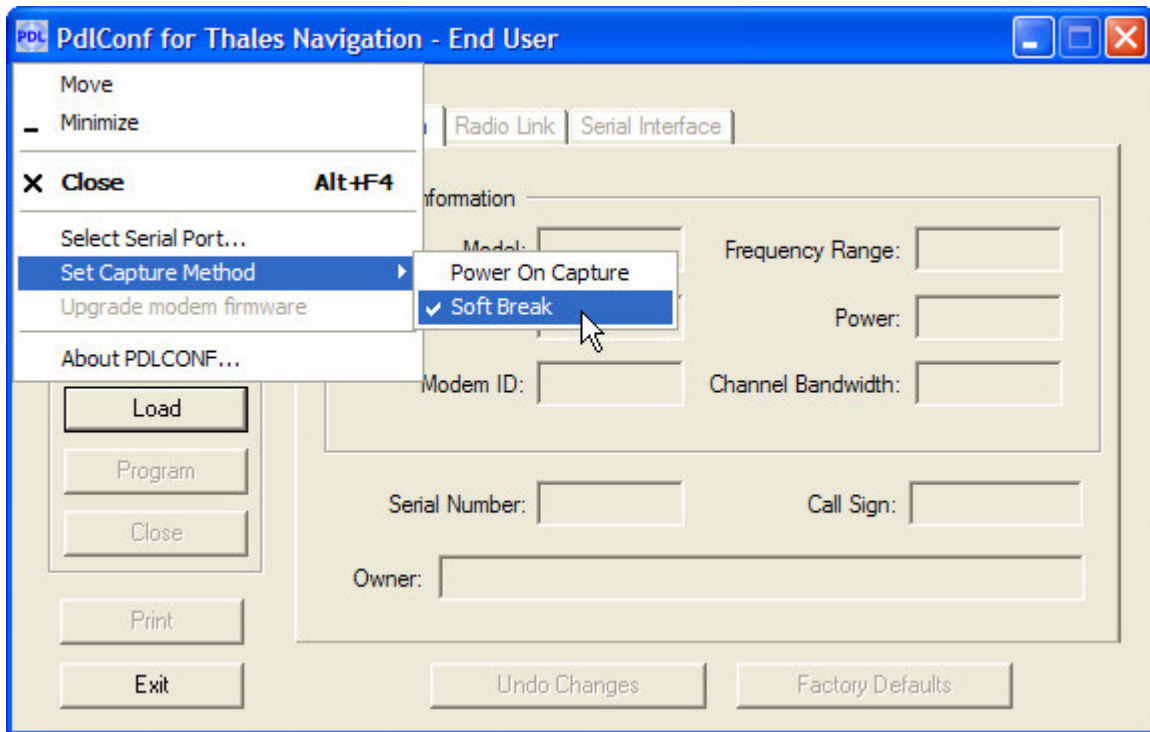 PDL PdlConf for Thales Navigation - End User
Move
Minimize
Close Alt+F4
Select Serial Port...
Set Capture Method
Upgrade modem firmware
About PDLCONF...
Power On Capture
Soft Break
Radio Link Serial Interface
Model: Frequency Range:
Power:
Modem ID: Channel Bandwidth:
Serial Number: Call Sign:
Owner:
Load
Program
Close
Print
Exit
Undo Changes Factory Defaults